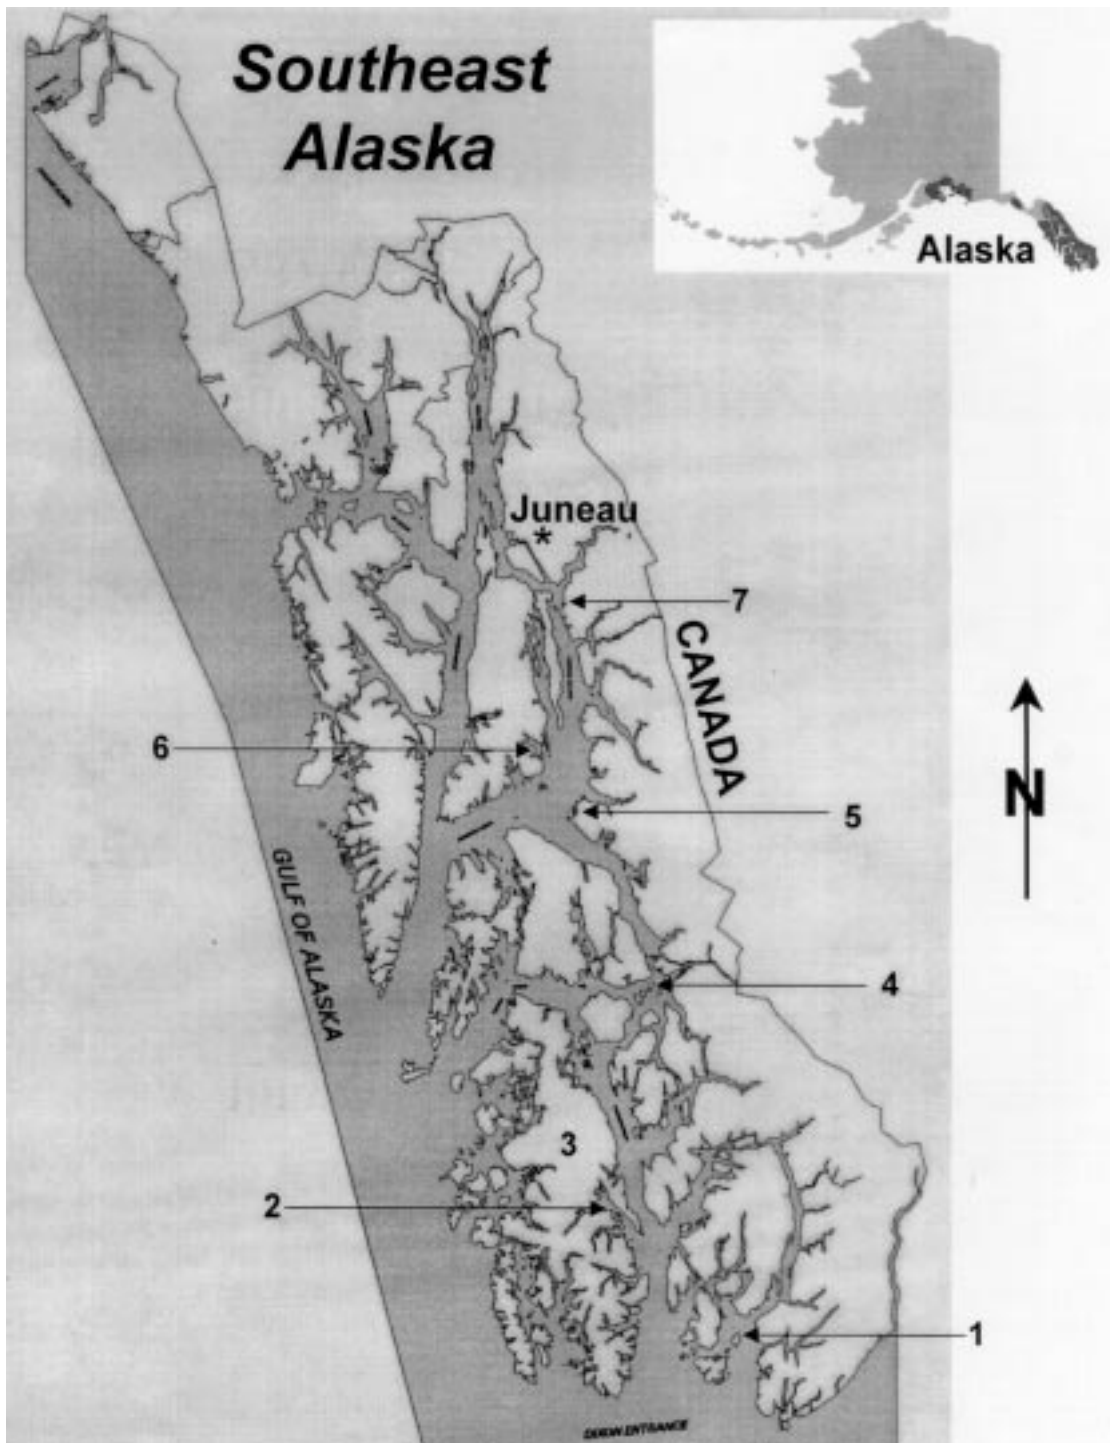 Southeast
Alaska
Alaska
Juneau
*
7
CANADA
6
N
5
GULF OF ALASKA
4
3
2
1
DIXON ENTRANCE